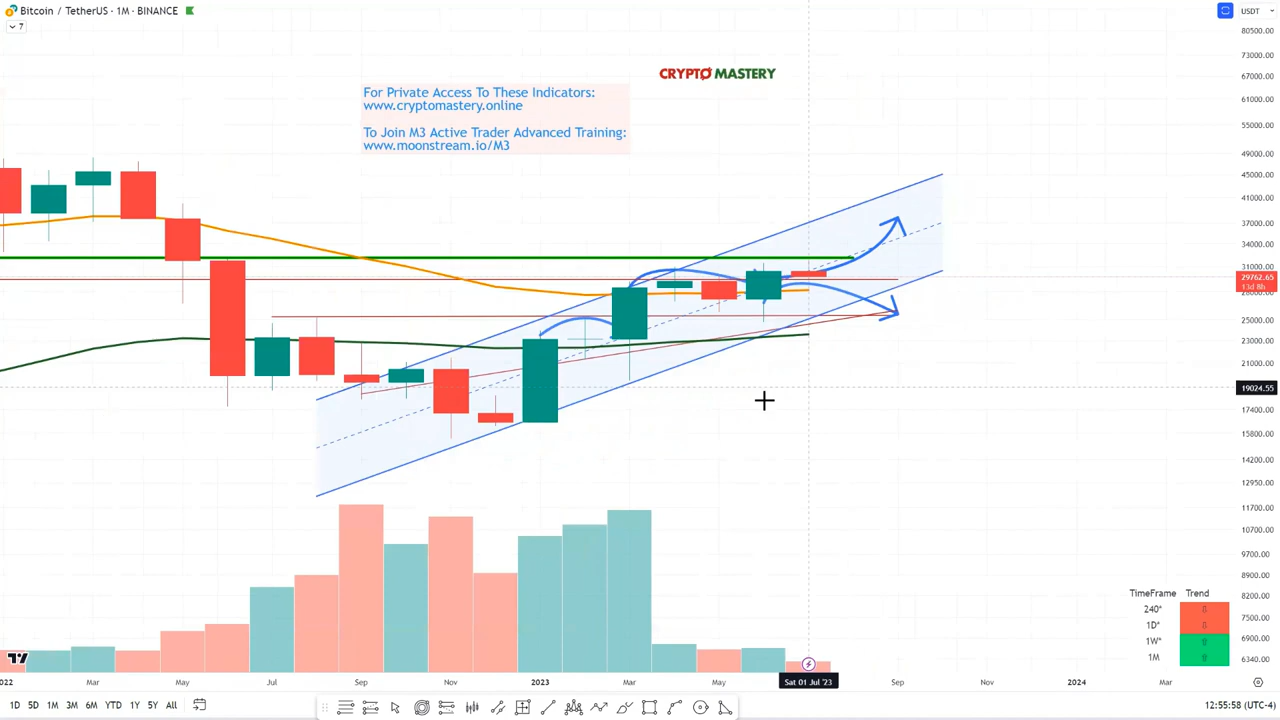 Bitcoin / TetherUS · 1M · BINANCE
7
USDT
CRYPTO MASTERY
For Private Access To These Indicators:
www.cryptomastery.online
To Join M3 Active Trader Advanced Training:
www.moonstream.io/M3
80500.00
73000.00
67000.00
61000.00
55000.00
49000.00
45000.00
41000.00
37000.00
34000.00
31000.00
29762.65
13d 8h
25000.00
23000.00
21000.00
19024.55
17400.00
15800.00
14200.00
12950.00
11700.00
10700.00
9700.00
8900.00
8200.00
7500.00
6900.00
6340.00
TimeFrame Trend
240*
1D*
1W*
1M
2022 Mar May Jul Sep Nov 2023 Mar May Sat 01 Jul '23 Sep Nov 2024 Mar
1D 5D 1M 3M 6M YTD 1Y 5Y All
12:55:58 (UTC-4)